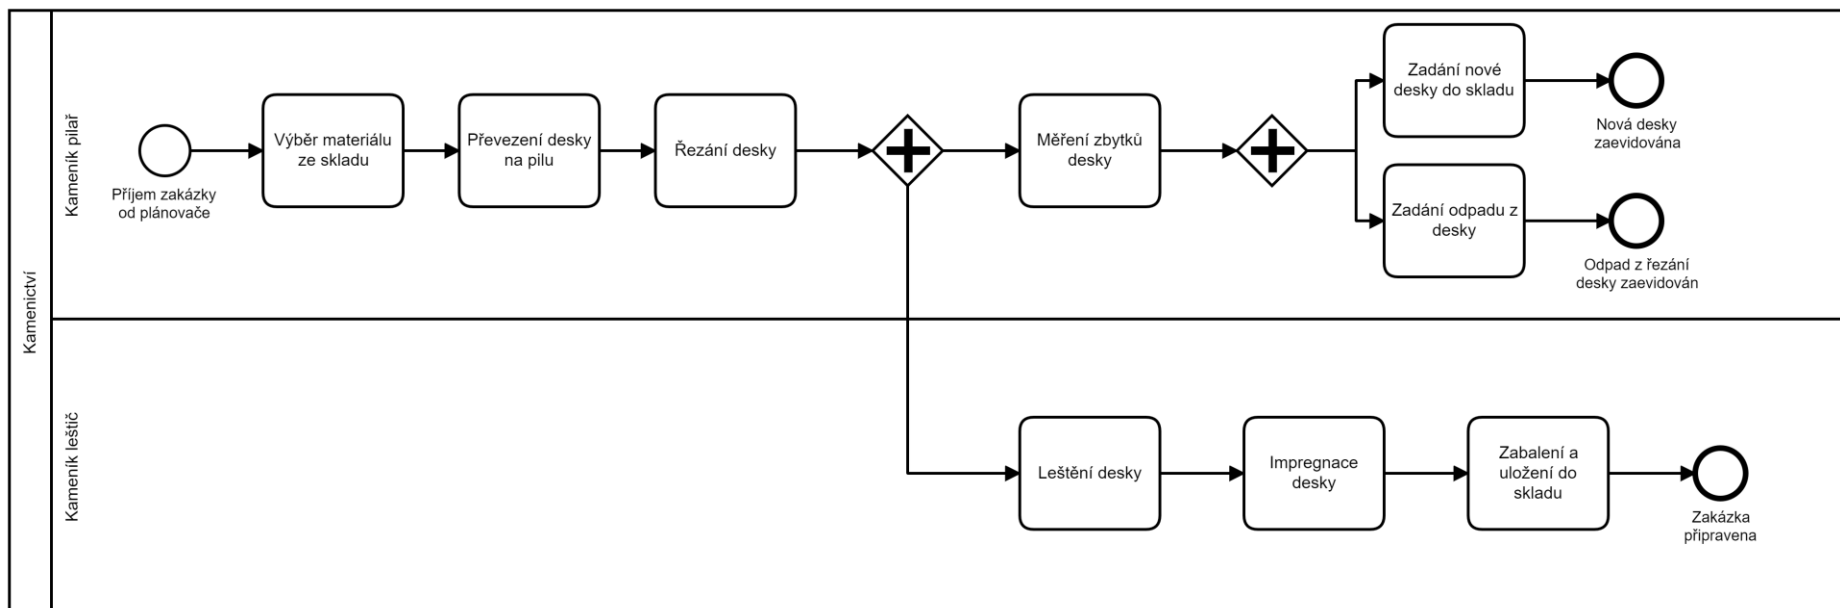 Kamenictví
Kameník pilař
Příjem zakázky
od plánovače
Výběr materiálu
ze skladu
Převezení desky
na pilu
Řezání desky
Měření zbytků
desky
Zadání nové
desky do skladu
Nová desky
zaevidována
Zadání odpadu z
desky
Odpad z řezání
desky zaevidován
Kameník leštič
Leštění desky
Impregnace
desky
Zabalení a
uložení do
skladu
Zakázka
připravena